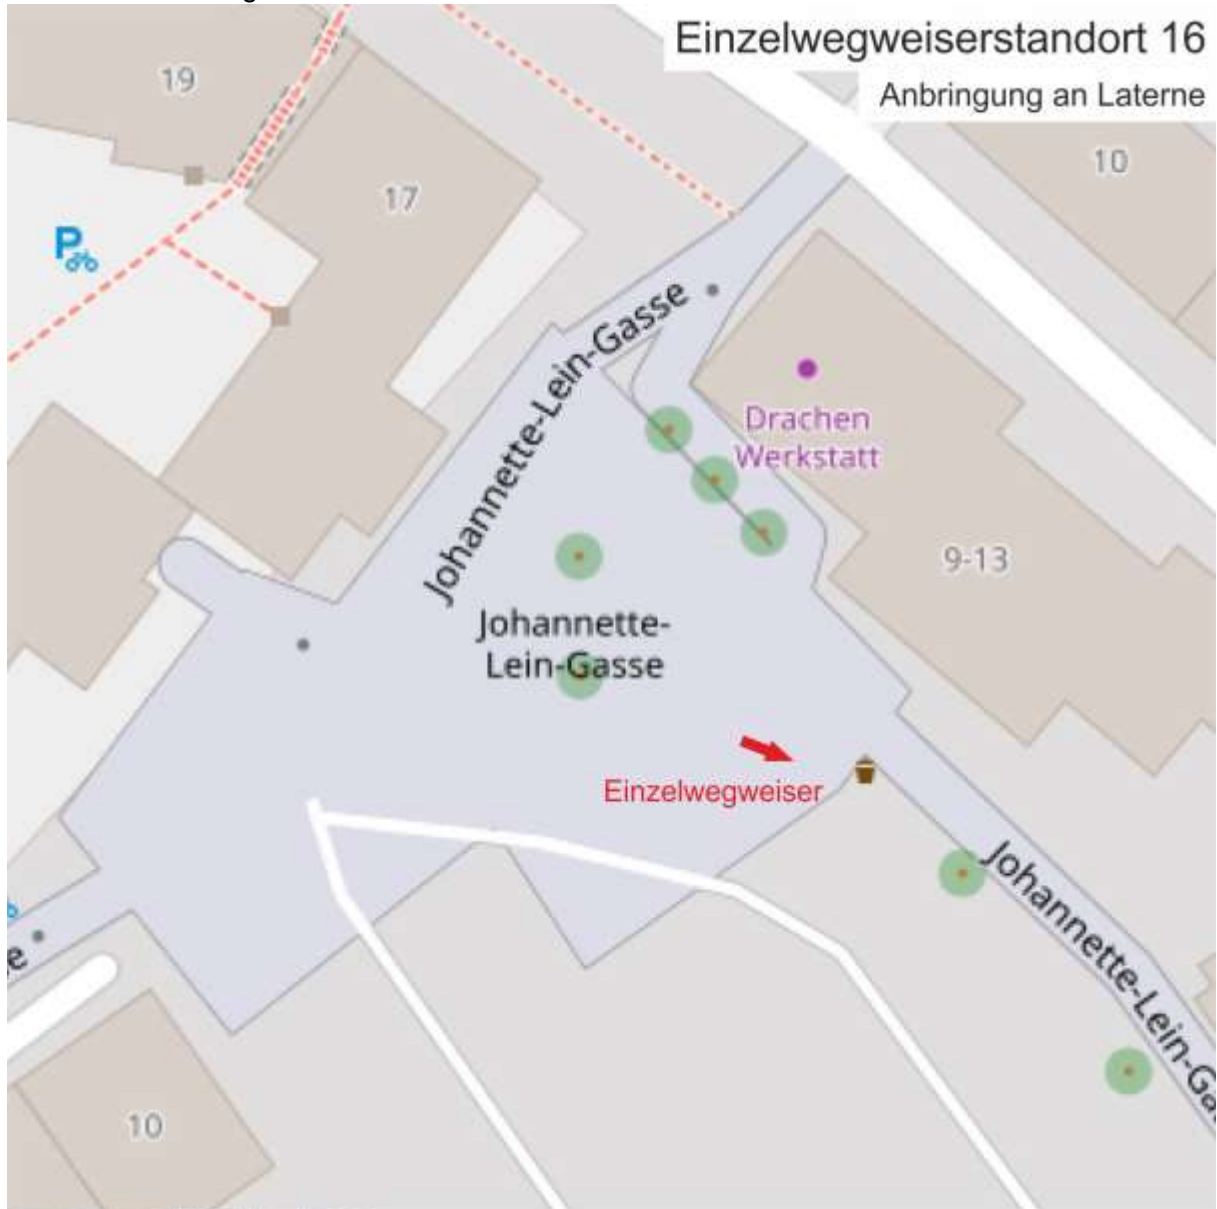 Einzelwegweiserstandort 16
Anbringung an Laterne
19
17
10
P
Johannette-Lein-Gasse
Drachen
Werkstatt
9-13
Johannette-
Lein-Gasse
Einzelwegweiser
Johannette-Lein-Ga
e
10